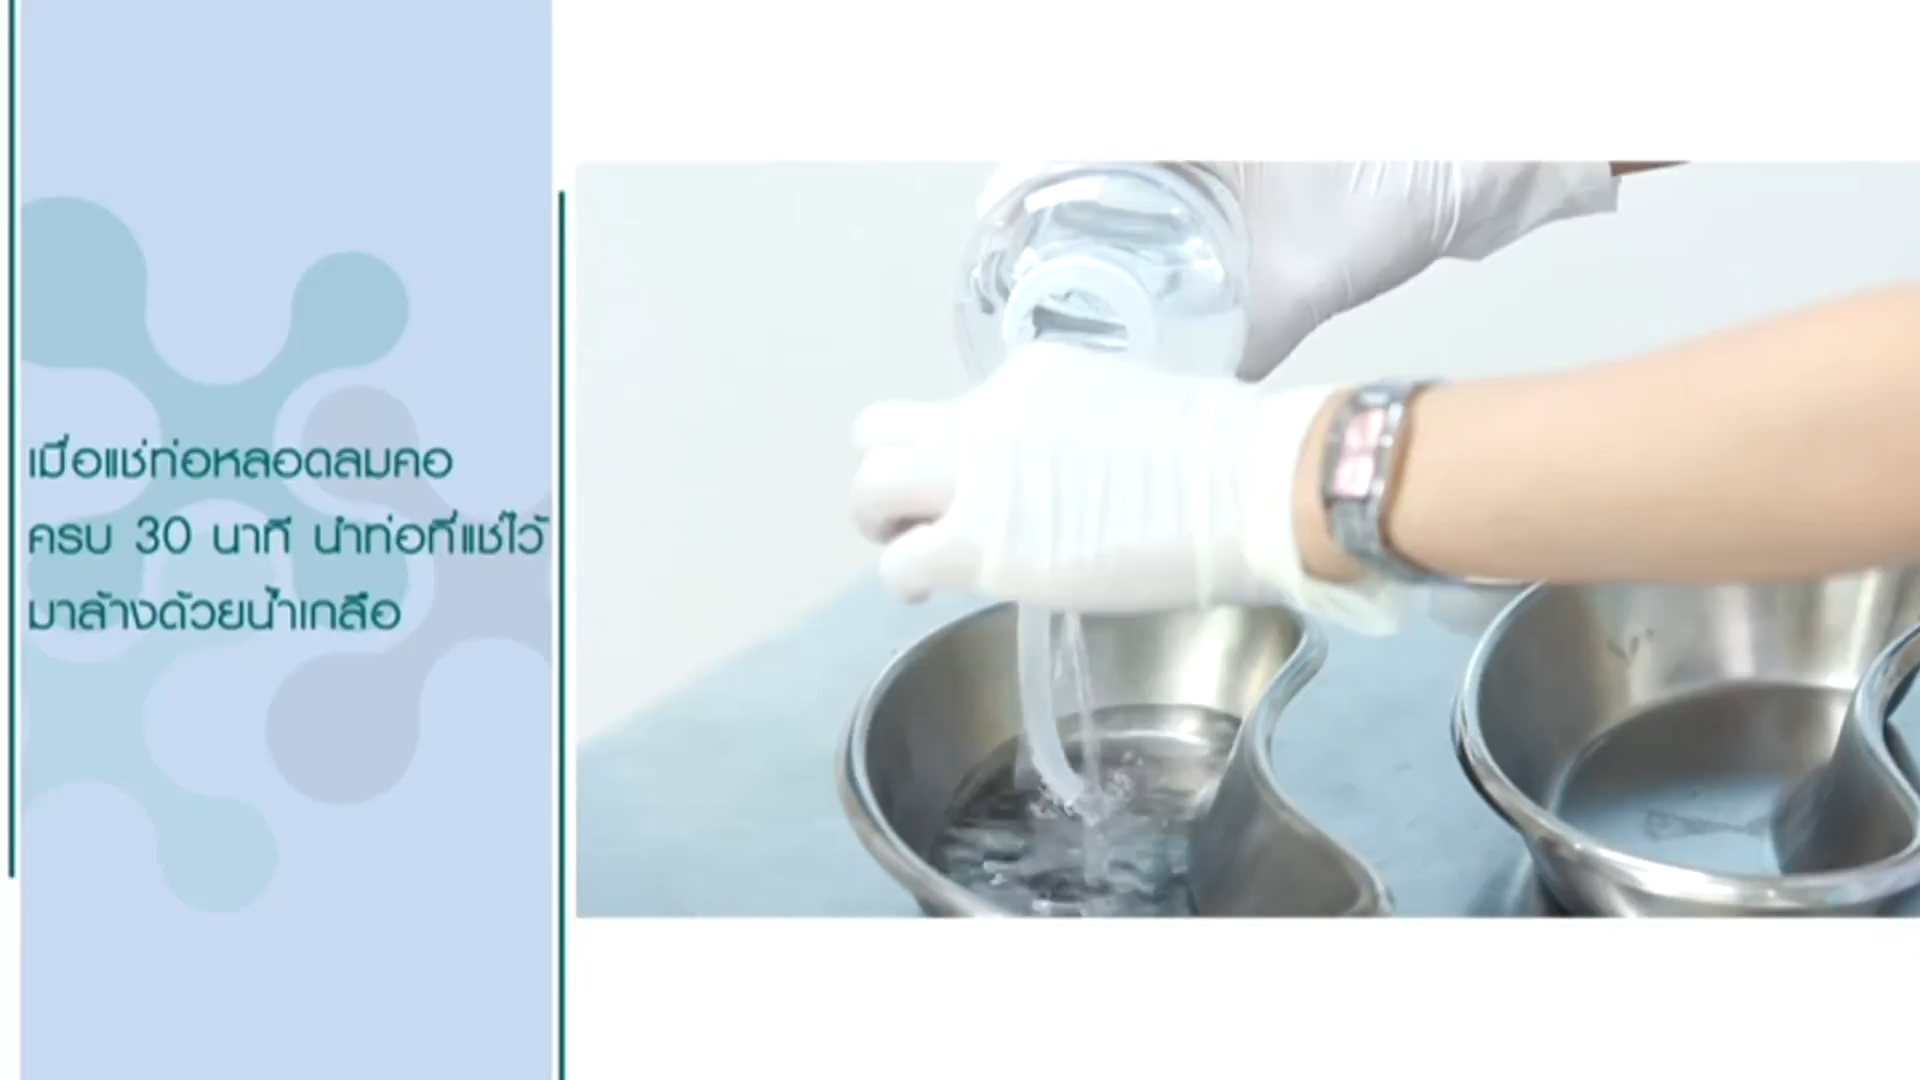 เมื่อแช่ท่อหลอดลมคอ
ครบ 30 นาที นำท่อที่แช่ไว้
มาล้างด้วยน้ำเกลือ